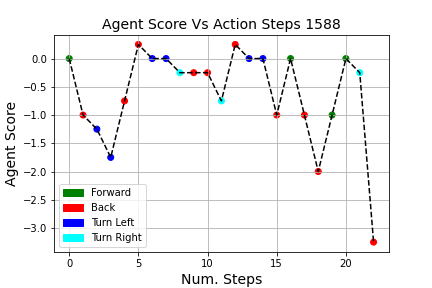 Agent Score Vs Action Steps 1588
Agent Score
0.0
−0.5
−1.0
−1.5
−2.0
−2.5
−3.0
Forward
Back
Turn Left
Turn Right
0 5 10 15 20
Num. Steps